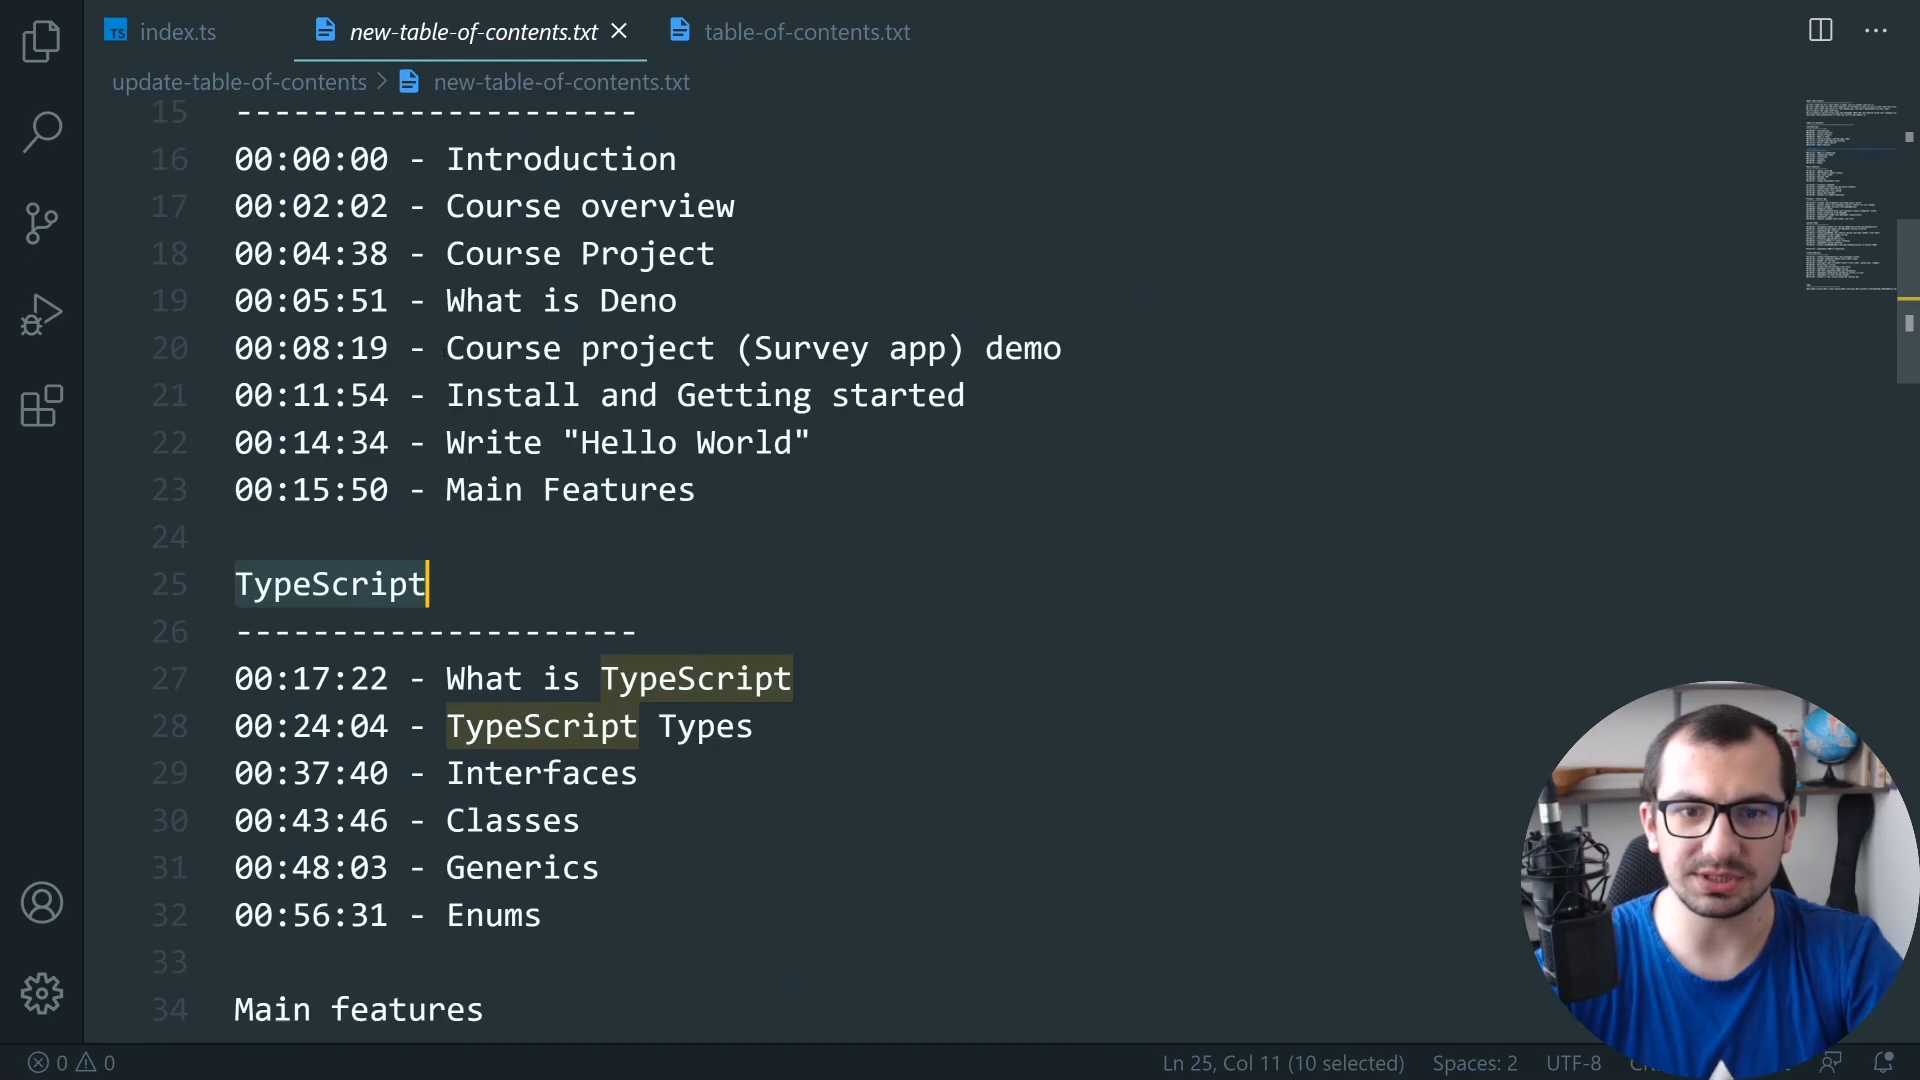 TS index.ts
new-table-of-contents.txt
table-of-contents.txt
update-table-of-contents > new-table-of-contents.txt
15 ---------------------
16 00:00:00 - Introduction
17 00:02:02 - Course overview
18 00:04:38 - Course Project
19 00:05:51 - What is Deno
20 00:08:19 - Course project (Survey app) demo
21 00:11:54 - Install and Getting started
22 00:14:34 - Write "Hello World"
23 00:15:50 - Main Features
24
25 TypeScript
26 ---------------------
27 00:17:22 - What is TypeScript
28 00:24:04 - TypeScript Types
29 00:37:40 - Interfaces
30 00:43:46 - Classes
31 00:48:03 - Generics
32 00:56:31 - Enums
33
34 Main features
0 0 Ln 25, Col 11 (10 selected) Spaces: 2 UTF-8